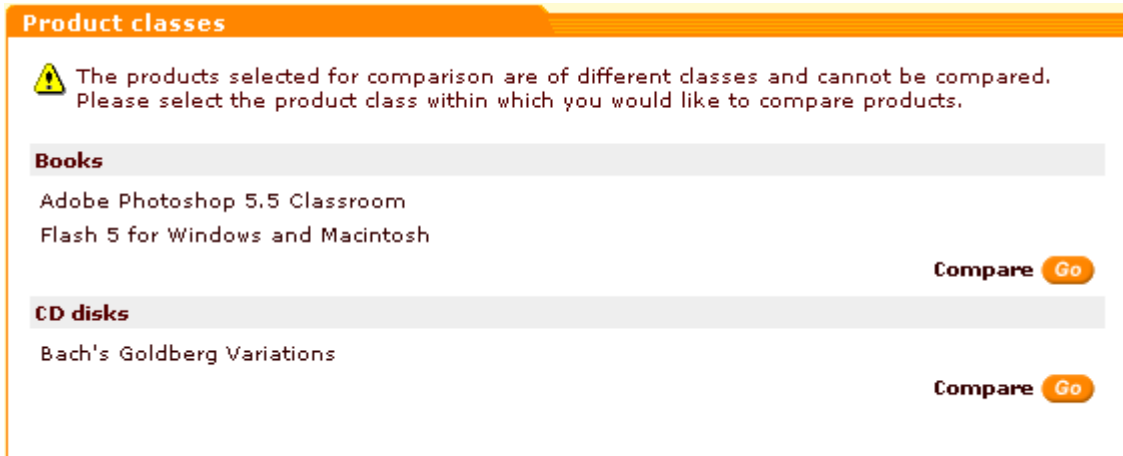 Product classes
The products selected for comparison are of different classes and cannot be compared.
Please select the product class within which you would like to compare products.
Books
Adobe Photoshop 5.5 Classroom
Flash 5 for Windows and Macintosh
Compare Go
CD disks
Bach's Goldberg Variations
Compare Go